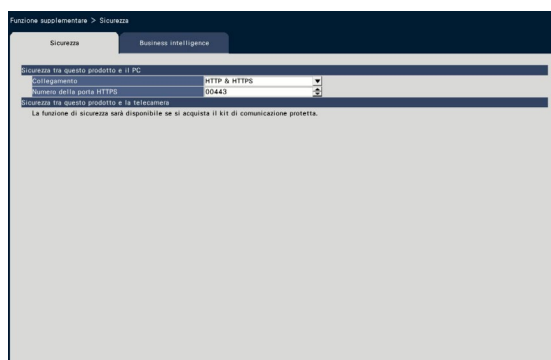 Funzione supplementare > Sicurezza
Sicurezza Business intelligence
Sicurezza tra questo prodotto e il PC
Collegamento HTTP & HTTPS
Numero della porta HTTPS 00443
Sicurezza tra questo prodotto e la telecamera
La funzione di sicurezza sarà disponibile se si acquista il kit di comunicazione protetta.